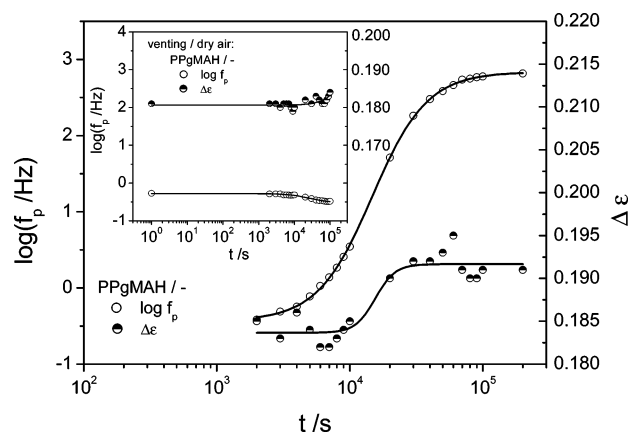 venting / dry air:
PPgMAH / -
log f_p
Δε
log(f_p /Hz)
4
3
2
1
0
-1
0.200
0.190
0.180
0.170
10^0
10^1
10^2
10^3
10^4
10^5
t /s
log(f_p /Hz)
3
2
1
0
-1
0.220
0.215
0.210
0.205
0.200
0.195
0.190
0.185
0.180
Δε
PPgMAH / -
log f_p
Δε
10^2
10^3
10^4
10^5
t /s